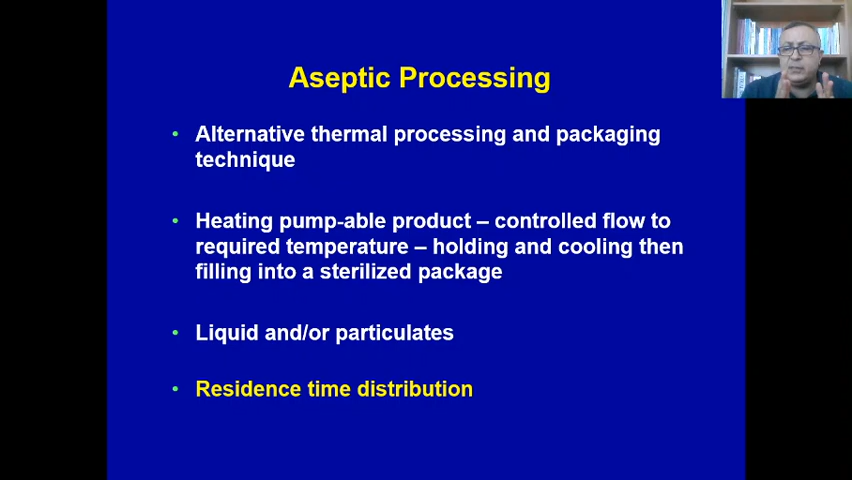 Aseptic Processing
• Alternative thermal processing and packaging
technique
• Heating pump-able product – controlled flow to
required temperature – holding and cooling then
filling into a sterilized package
• Liquid and/or particulates
• Residence time distribution